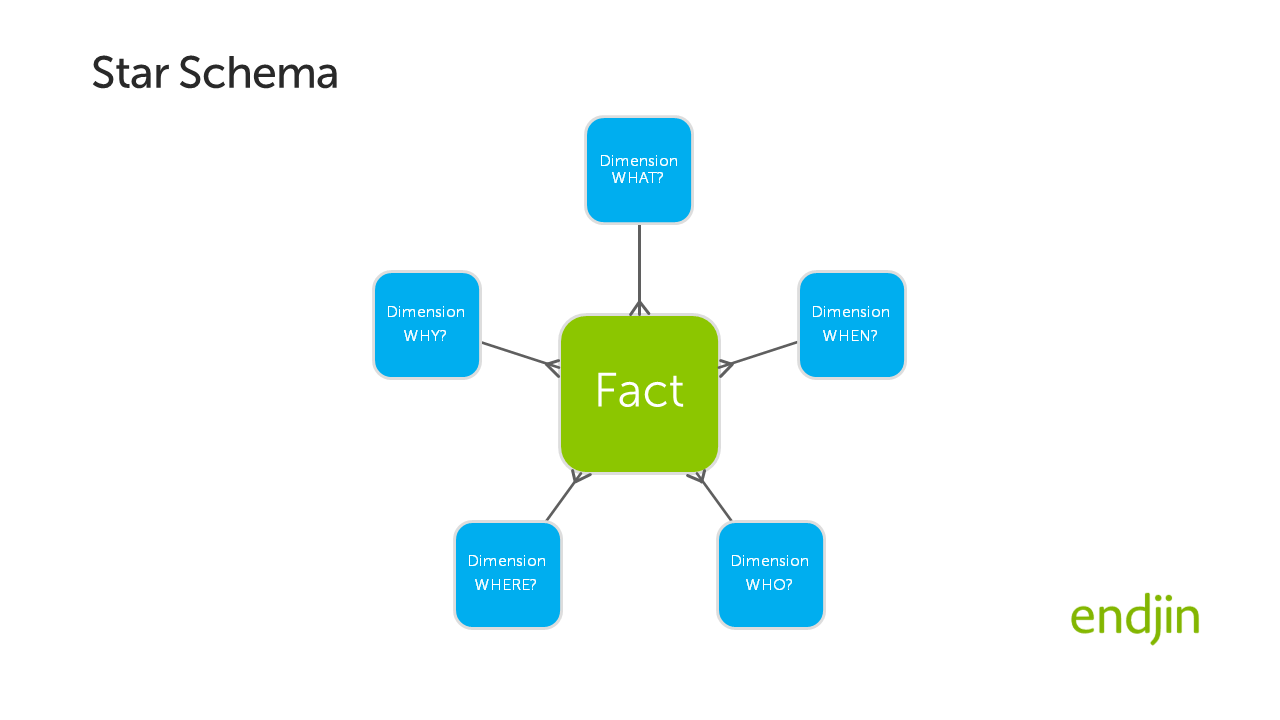 Star Schema
Dimension
WHAT?
Dimension
WHY?
Dimension
WHEN?
Fact
Dimension
WHERE?
Dimension
WHO?
endjin